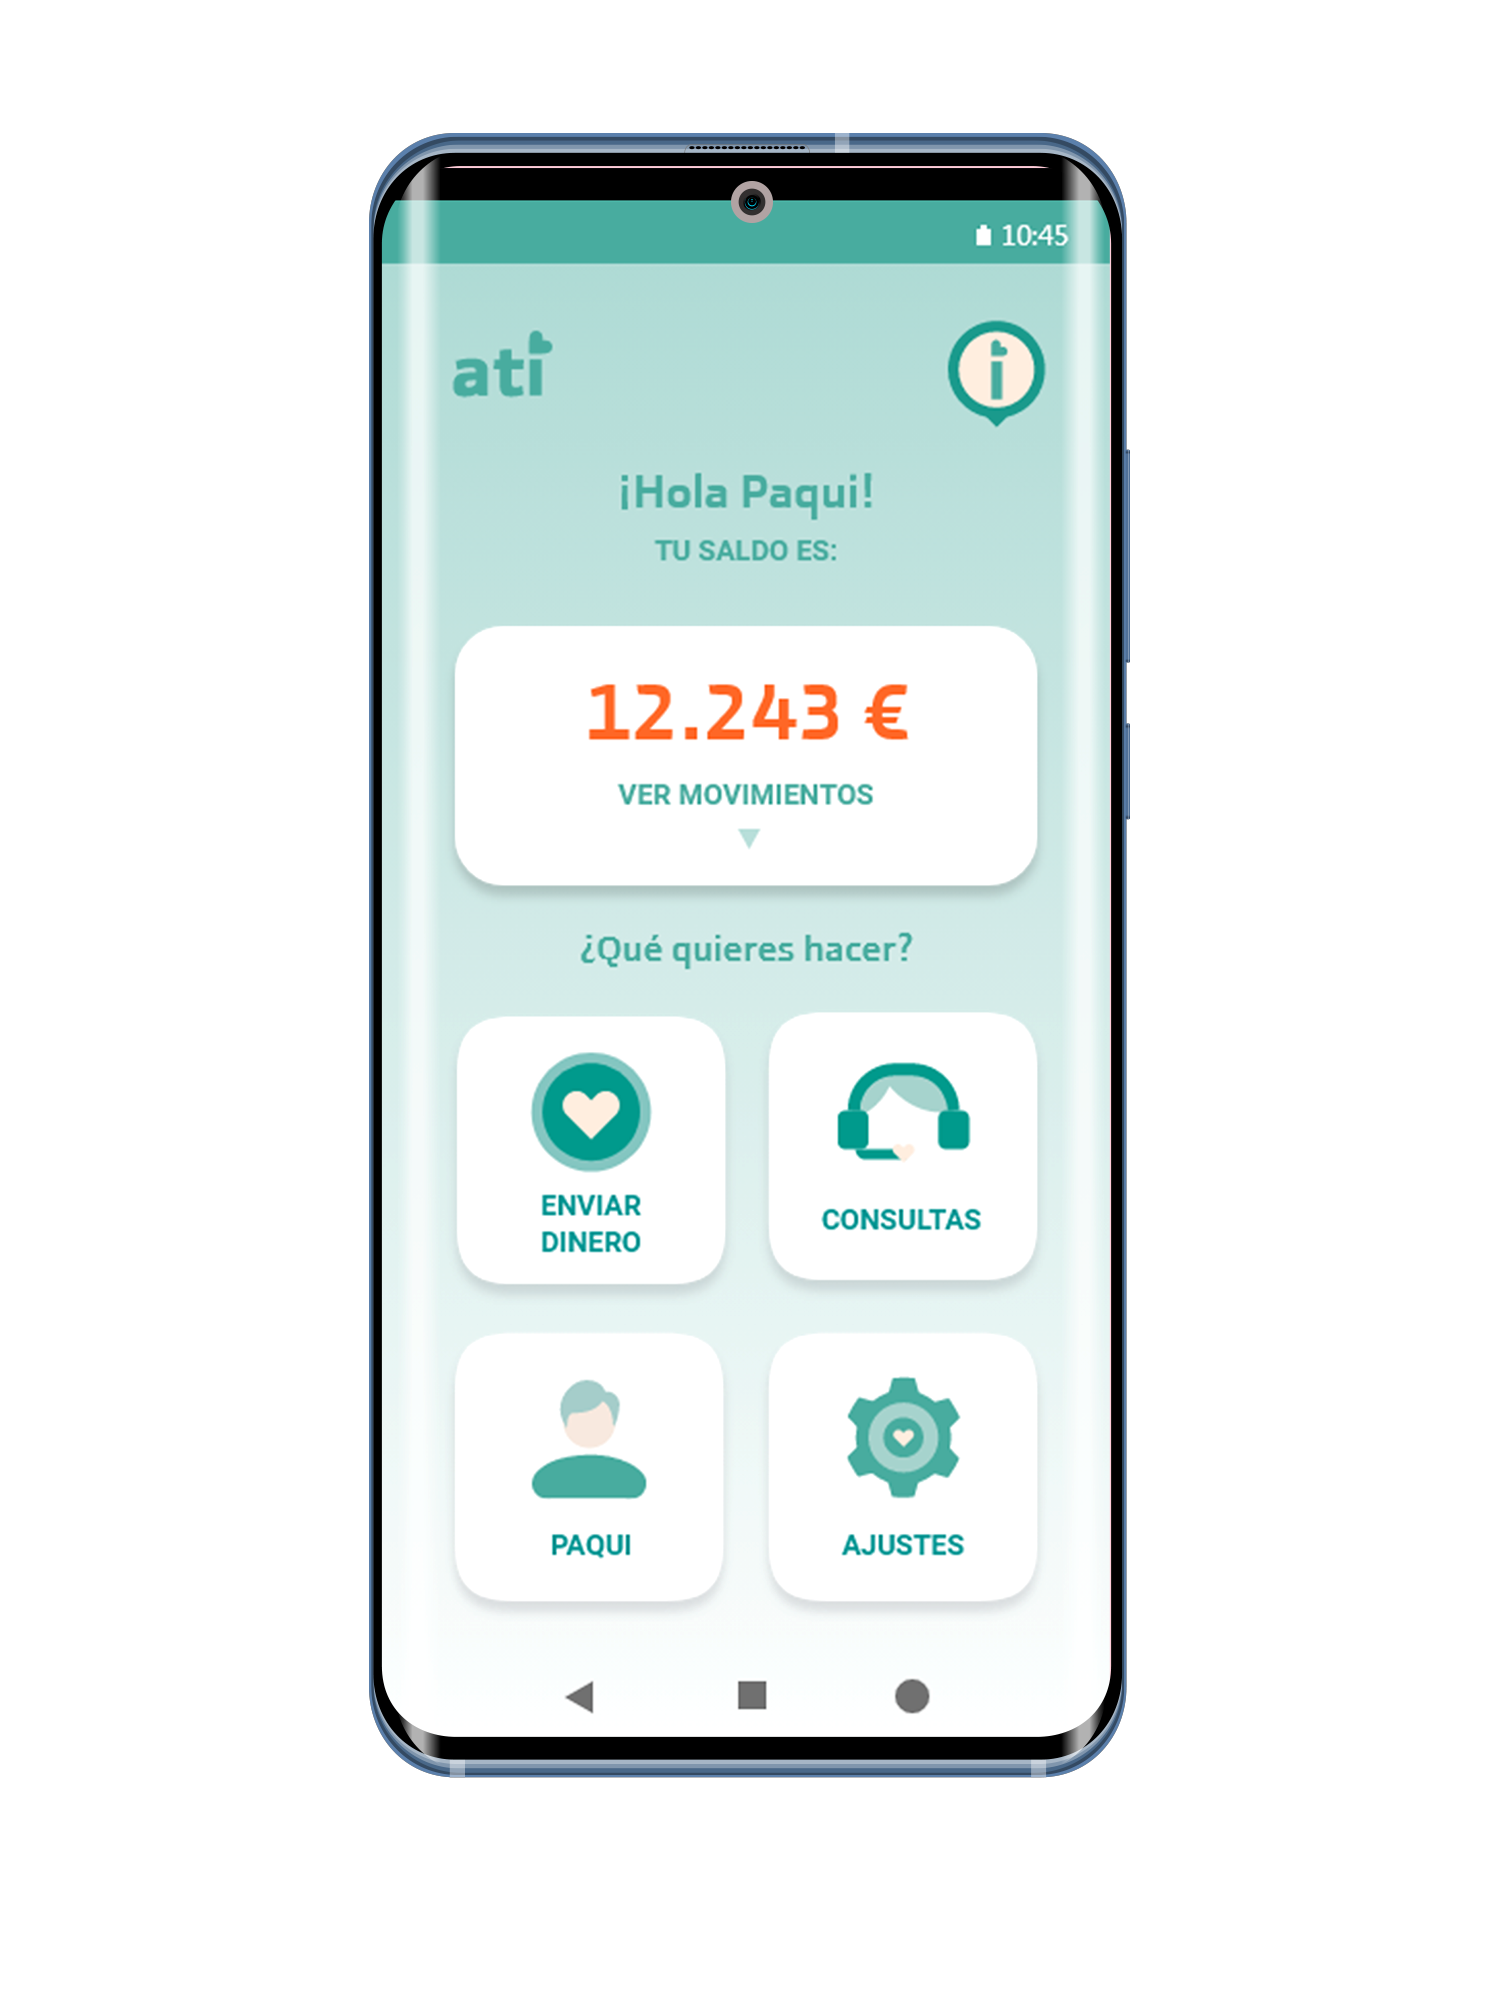 10:45
ati
i
¡Hola Paqui!
TU SALDO ES:
12.243 €
VER MOVIMIENTOS
¿Qué quieres hacer?
ENVIAR
DINERO
CONSULTAS
PAQUI
AJUSTES